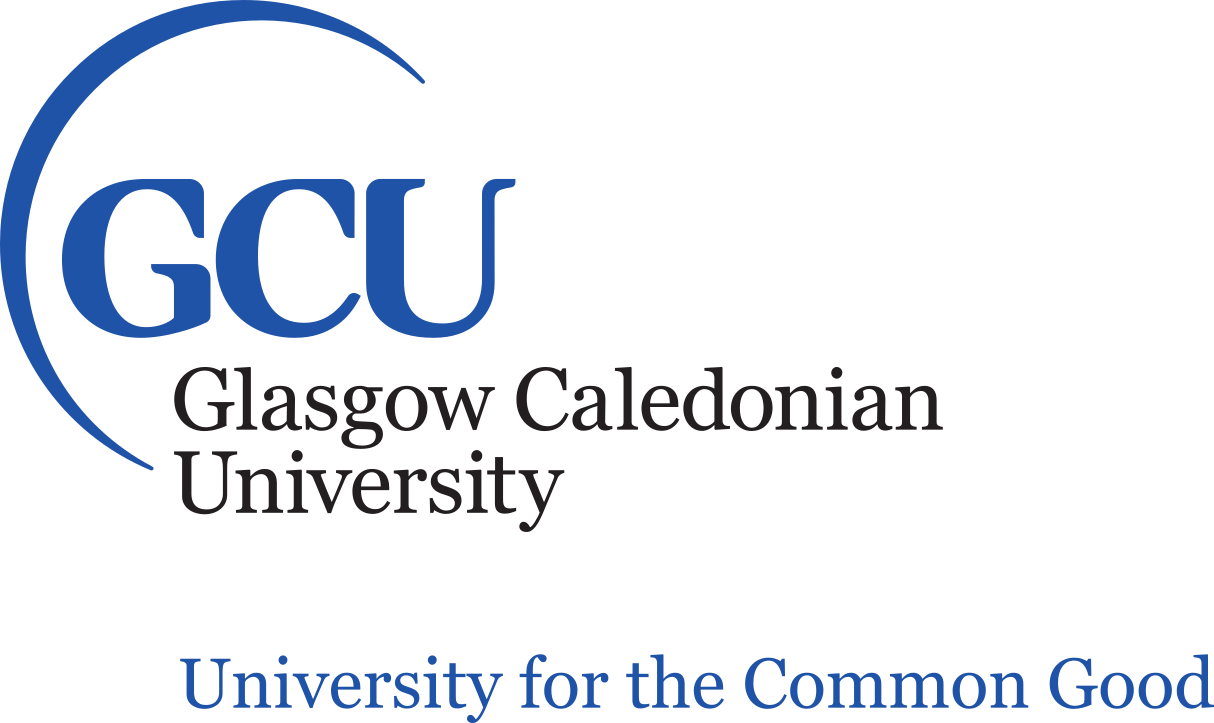 GCU
Glasgow Caledonian
University
University for the Common Good